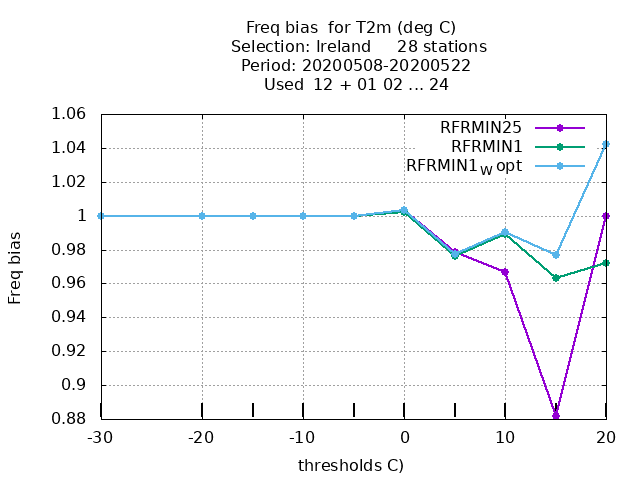 Freq bias  for T2m (deg C)
Selection: Ireland     28 stations
Period: 20200508-20200522
Used  12 + 01 02 ... 24
RFRMIN25
RFRMIN1
RFRMIN1W opt
1.06
1.04
1.02
1
0.98
0.96
0.94
0.92
0.9
0.88
Freq bias
-30
-20
-10
0
10
20
thresholds C)